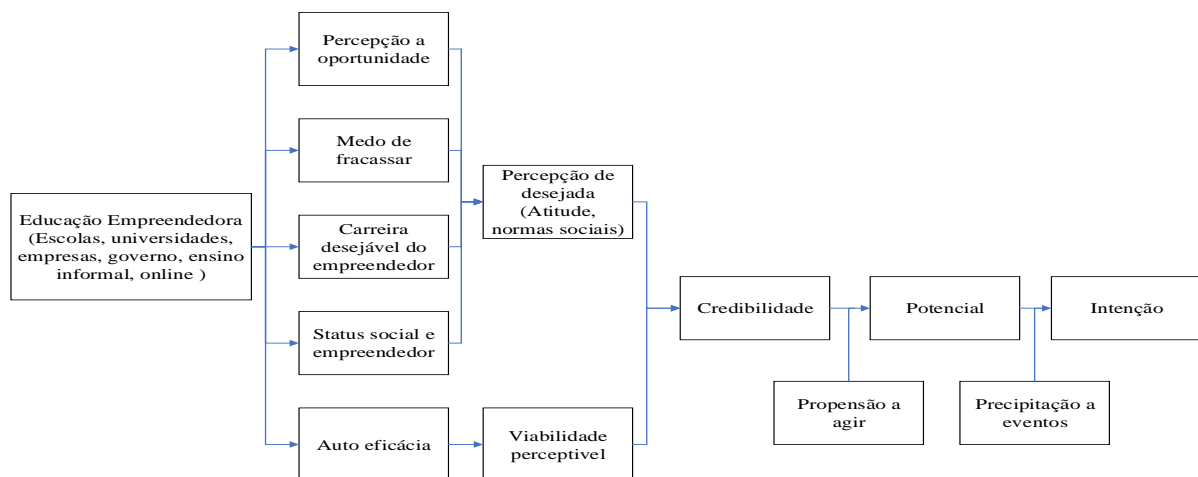 Percepção a
oportunidade
Medo de
fracassar
Percepção de
desejada
(Atitude,
normas sociais)
Educação Empreendedora
(Escolas, universidades,
empresas, governo, ensino
informal, online )
Carreira
desejável do
empreendedor
Credibilidade
Potencial
Intenção
Status social e
empreendedor
Propensão a
agir
Precipitação a
eventos
Auto eficácia
Viabilidade
perceptivel